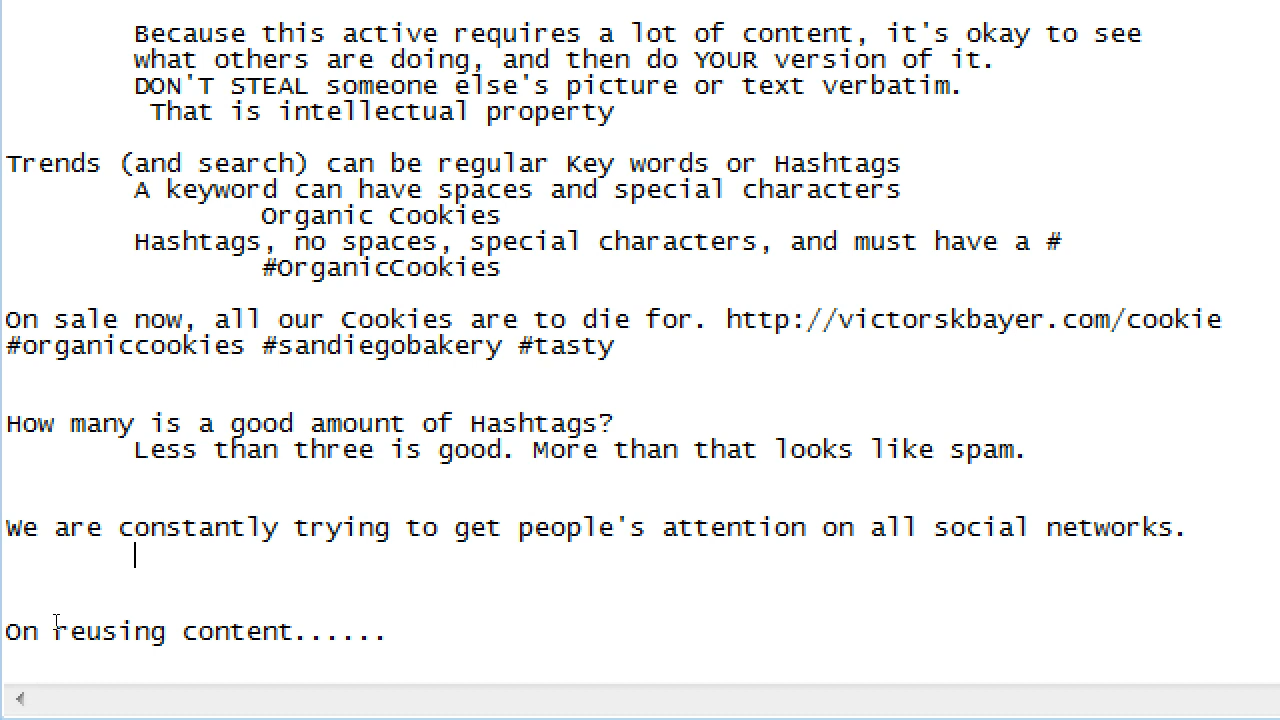 Because this active requires a lot of content, it's okay to see
what others are doing, and then do YOUR version of it.
DON'T STEAL someone else's picture or text verbatim.
That is intellectual property
Trends (and search) can be regular Key words or Hashtags
A keyword can have spaces and special characters
Organic Cookies
Hashtags, no spaces, special characters, and must have a #
#OrganicCookies
On sale now, all our Cookies are to die for. http://victorskbayer.com/cookie
#organiccookies #sandiegobakery #tasty
How many is a good amount of Hashtags?
Less than three is good. More than that looks like spam.
We are constantly trying to get people's attention on all social networks.
On reusing content......